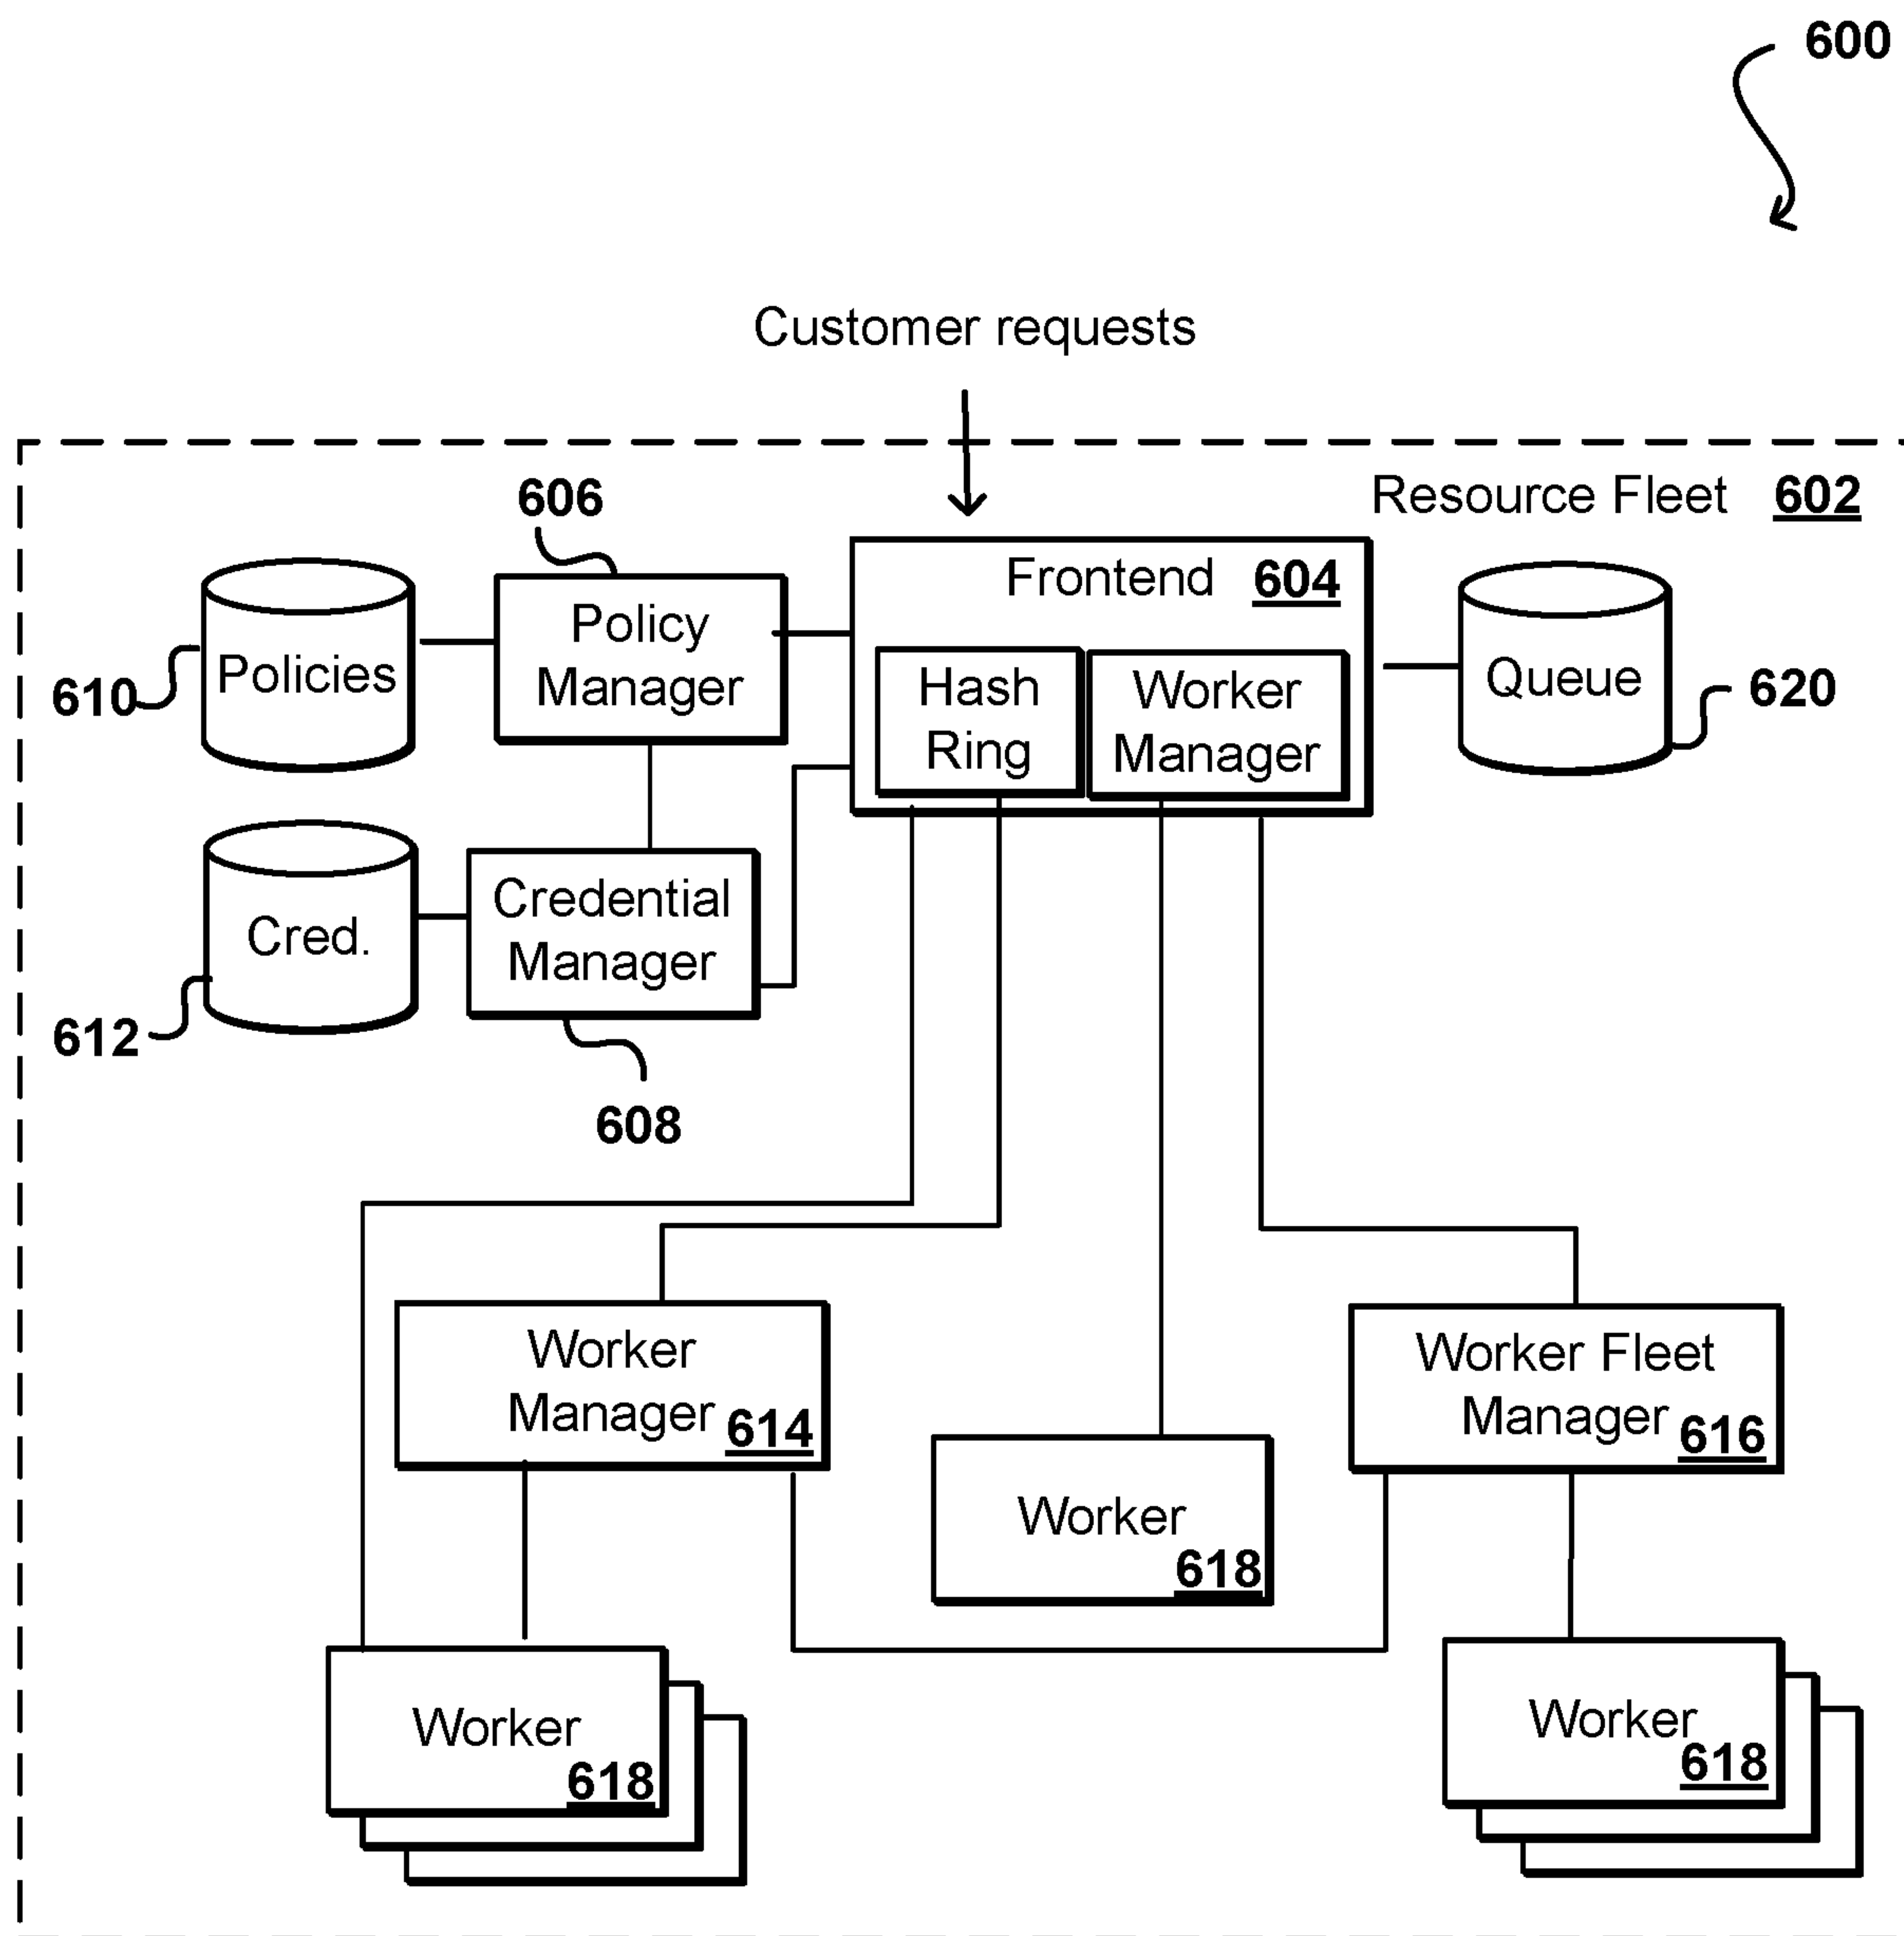 600
Customer requests
Resource Fleet 602
606
Frontend 604
Policy
Manager
Policies
610
Hash
Ring
Worker
Manager
Queue
620
Credential
Manager
Cred.
612
608
Worker
Manager 614
Worker Fleet
Manager 616
Worker
618
Worker
618
Worker
618